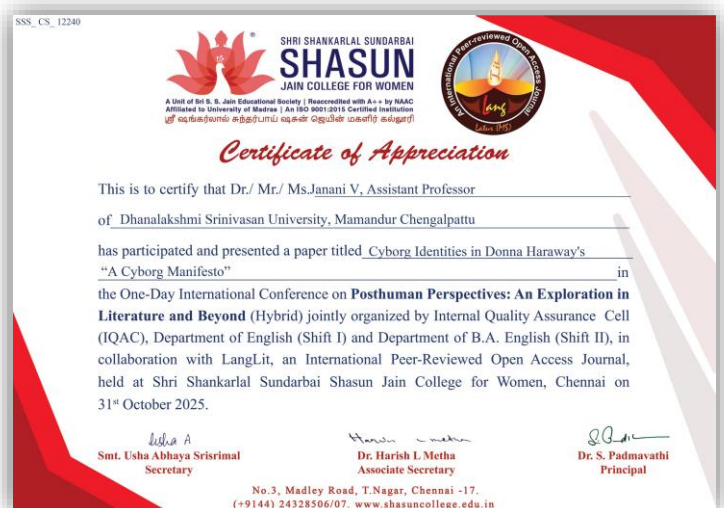 SSS_ CS_ 12240
SHRI SHANKARLAL SUNDARBAI
SHASUN
JAIN COLLEGE FOR WOMEN
A Unit of Sri S. S. Jain Educational Society | Reaccredited with A++ by NAAC
Affiliated to University of Madras | An ISO 9001:2015 Certified Institution
ஸ்ரீ ஷங்கர்லால் சுந்தர்பாய் ஷசுன் ஜெயின் மகளிர் கல்லூரி
An International Peer-reviewed Open Access Journal
Lang
Latur (MS)
Certificate of Appreciation
This is to certify that Dr./ Mr./ Ms.Janani V, Assistant Professor
of Dhanalakshmi Srinivasan University, Mamandur Chengalpattu
has participated and presented a paper titled Cyborg Identities in Donna Haraway's
“A Cyborg Manifesto” in
the One-Day International Conference on Posthuman Perspectives: An Exploration in
Literature and Beyond (Hybrid) jointly organized by Internal Quality Assurance Cell
(IQAC), Department of English (Shift I) and Department of B.A. English (Shift II), in
collaboration with LangLit, an International Peer-Reviewed Open Access Journal,
held at Shri Shankarlal Sundarbai Shasun Jain College for Women, Chennai on
31st October 2025.
Usha A
Smt. Usha Abhaya Srisrimal
Secretary
Dr. Harish L Metha
Associate Secretary
Dr. S. Padmavathi
Principal
No.3, Madley Road, T.Nagar, Chennai -17.
(+9144) 24328506/07. www.shasuncollege.edu.in